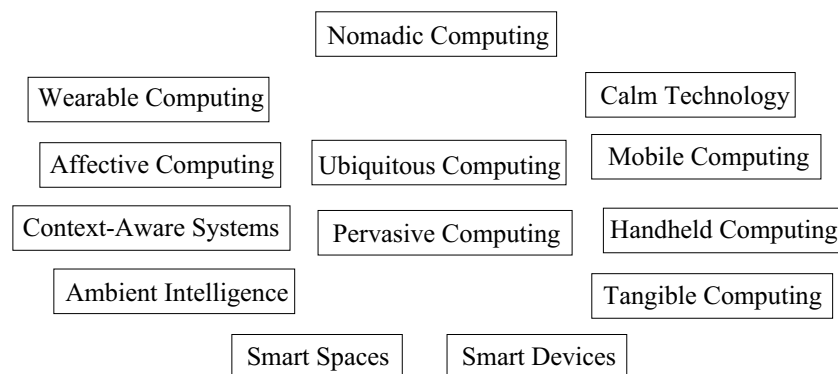 Nomadic Computing
Wearable Computing
Calm Technology
Affective Computing
Ubiquitous Computing
Mobile Computing
Context-Aware Systems
Pervasive Computing
Handheld Computing
Ambient Intelligence
Tangible Computing
Smart Spaces
Smart Devices